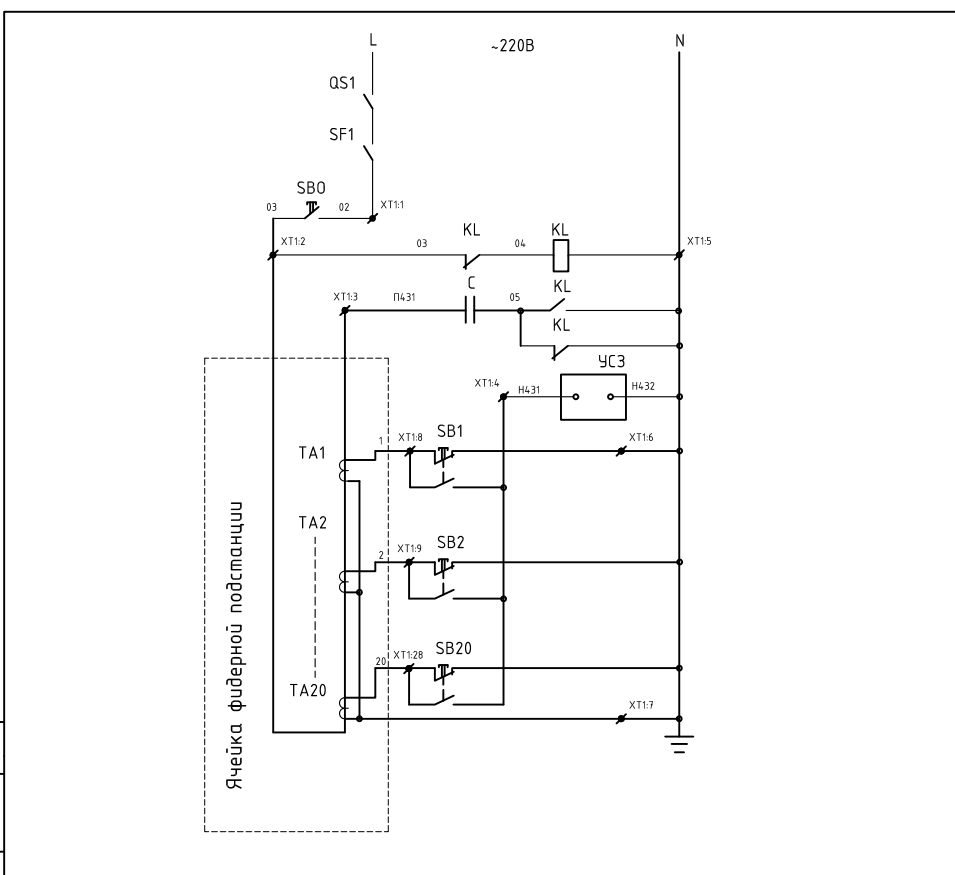 L
~220В
N
QS1
SF1
SB0
03
02
XT1:1
XT1:2
03
KL
04
KL
XT1:5
XT1:3
П431
C
05
KL
KL
УСЗ
XT1:4
Н431
Н432
TA1
1
XT1:8
SB1
XT1:6
TA2
2
XT1:9
SB2
TA20
20
XT1:28
SB20
XT1:7
Ячейка фидерной подстанции